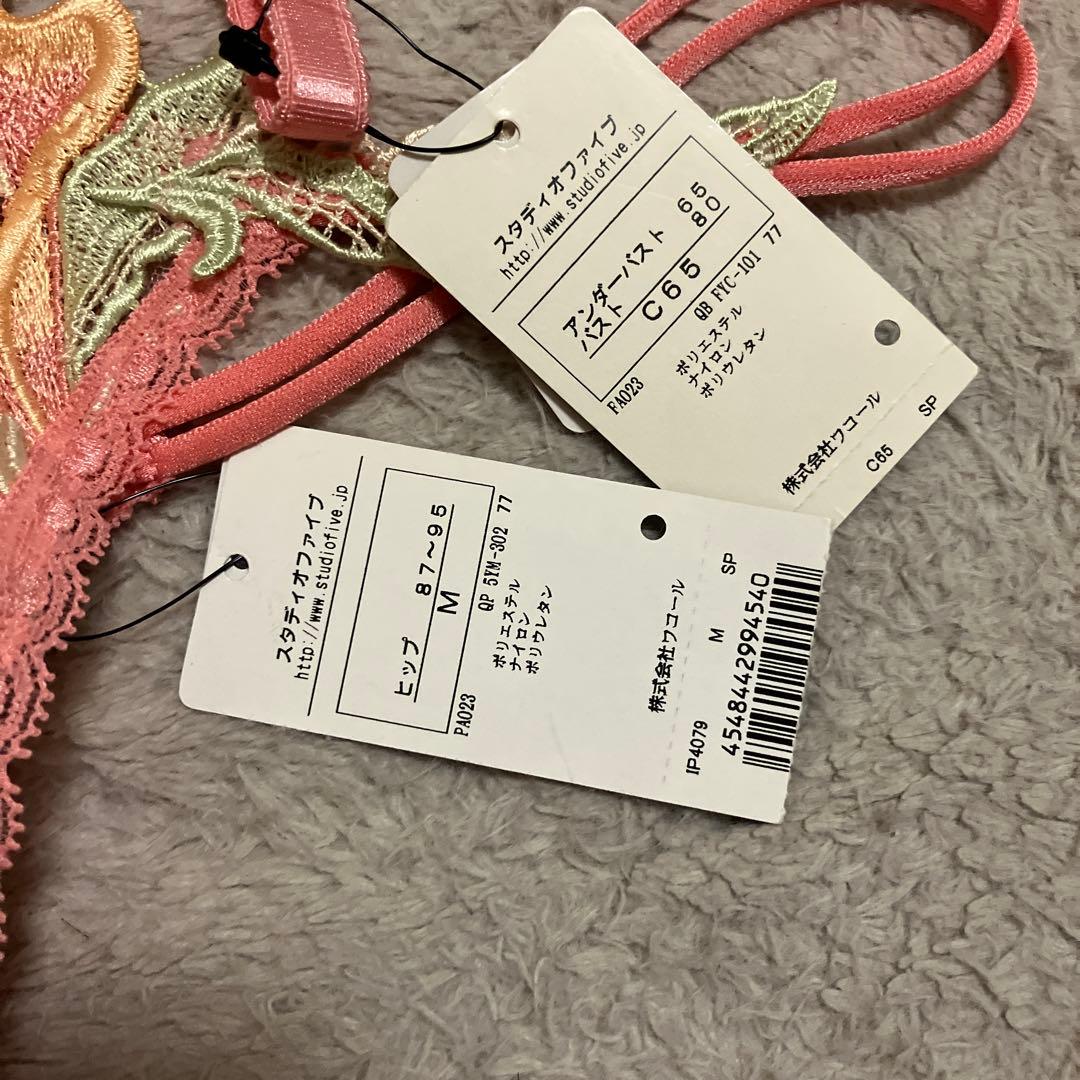 スタディオファイブ
http://www.studiofive.jp
アンダーバスト 65
バスト 80
C65
FA023 QB FYC-101 77
ポリエステル
ナイロン
ポリウレタン
株式会社ワコール
C65 SP
スタディオファイブ
http://www.studiofive.jp
ヒップ 87〜95
M
PA023 QP 5YM-302 77
ポリエステル
ナイロン
ポリウレタン
株式会社ワコール
IP4079 M SP
4548442994540